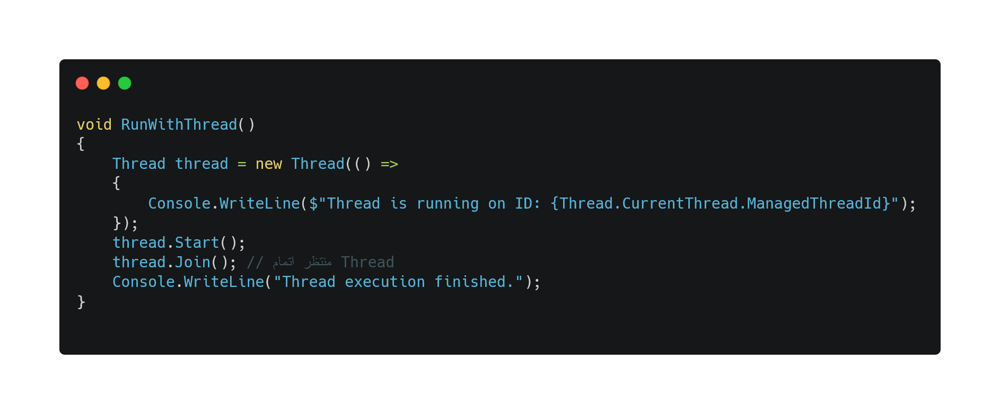 void RunWithThread()
{
    Thread thread = new Thread(() =>
    {
        Console.WriteLine($"Thread is running on ID: {Thread.CurrentThread.ManagedThreadId}");
    });
    thread.Start();
    thread.Join(); // منتظر اتمام Thread
    Console.WriteLine("Thread execution finished.");
}